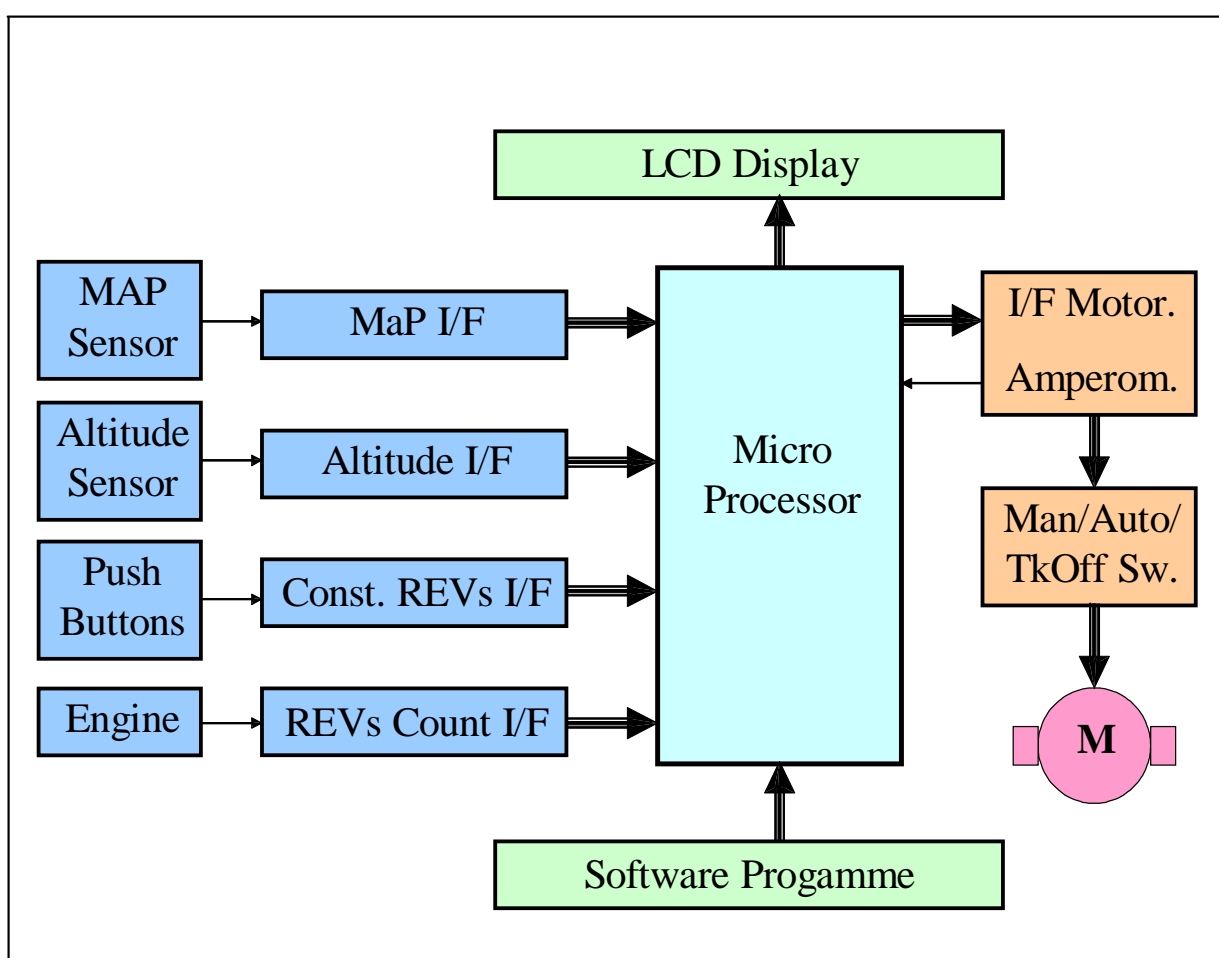 LCD Display
MAP
Sensor
MaP I/F
Altitude
Sensor
Altitude I/F
Push
Buttons
Const. REVs I/F
Engine
REVs Count I/F
Micro
Processor
I/F Motor.
Amperom.
Man/Auto/
TkOff Sw.
M
Software Progamme